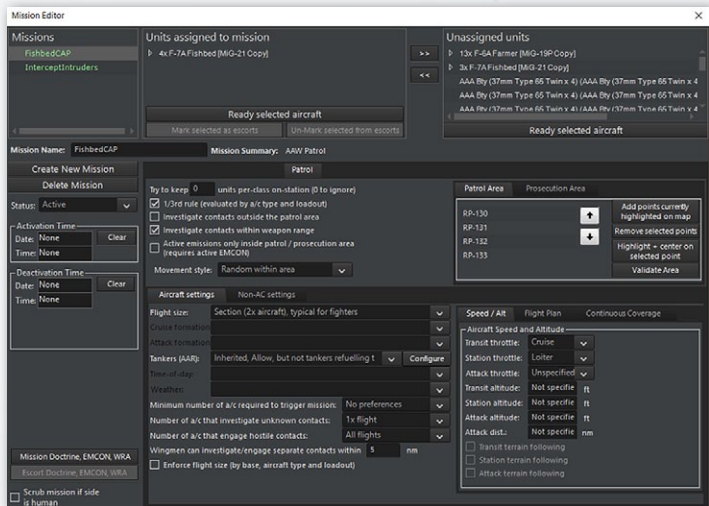 Mission Editor
Missions
FishbedCAP
InterceptIntruders
Units assigned to mission
4x F-7A Fishbed [MiG-21 Copy]
Ready selected aircraft
Mark selected as escorts
Un-Mark selected from escorts
>>
<<
Unassigned units
13x F-6A Farmer [MiG-19P Copy]
3x F-7A Fishbed [MiG-21 Copy]
AAA Bty (37mm Type 65 Twin x 4) (AAA Bty (37mm Type 65 Twin x 4
AAA Bty (37mm Type 65 Twin x 4) (AAA Bty (37mm Type 65 Twin x 4
AAA Bty (37mm Type 65 Twin x 4) (AAA Bty (37mm Type 65 Twin x 4
Ready selected aircraft
Mission Name: FishbedCAP
Mission Summary: AAW Patrol
Create New Mission
Delete Mission
Status: Active
Activation Time
Date: None Clear
Time: None
Deactivation Time
Date: None Clear
Time: None
Mission Doctrine, EMCON, WRA
Escort Doctrine, EMCON, WRA
Scrub mission if side
is human
Patrol
Try to keep 0 units per-class on-station (0 to ignore)
1/3rd rule (evaluated by a/c type and loadout)
Investigate contacts outside the patrol area
Investigate contacts within weapon range
Active emissions only inside patrol / prosecution area
(requires active EMCON)
Movement style: Random within area
Patrol Area
Prosecution Area
RP-130
RP-131
RP-132
RP-133
Add points currently
highlighted on map
Remove selected points
Highlight + center on
selected point
Validate Area
Aircraft settings
Non-AC settings
Flight size: Section (2x aircraft), typical for fighters
Cruise formation:
Attack formation:
Tankers (AAR): Inherited, Allow, but not tankers refuelling t Configure
Time-of-day:
Weather:
Minimum number of a/c required to trigger mission: No preferences
Number of a/c that investigate unknown contacts: 1x flight
Number of a/c that engage hostile contacts: All flights
Wingmen can investigate/engage separate contacts within 5 nm
Enforce flight size (by base, aircraft type and loadout)
Speed / Alt
Flight Plan
Continuous Coverage
Aircraft Speed and Altitude
Transit throttle: Cruise
Station throttle: Loiter
Attack throttle: Unspecified
Transit altitude: Not specifie ft
Station altitude: Not specifie ft
Attack altitude: Not specifie ft
Attack dist.: Not specifie nm
Transit terrain following
Station terrain following
Attack terrain following